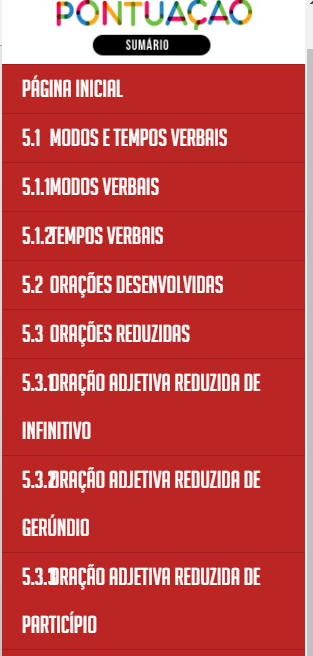 PONTUAÇÃO
SUMÁRIO
PÁGINA INICIAL
5.1 MODOS E TEMPOS VERBAIS
5.1.1MODOS VERBAIS
5.1.2TEMPOS VERBAIS
5.2 ORAÇÕES DESENVOLVIDAS
5.3 ORAÇÕES REDUZIDAS
5.3.1ORAÇÃO ADJETIVA REDUZIDA DE
INFINITIVO
5.3.2ORAÇÃO ADJETIVA REDUZIDA DE
GERÚNDIO
5.3.3ORAÇÃO ADJETIVA REDUZIDA DE
PARTICÍPIO